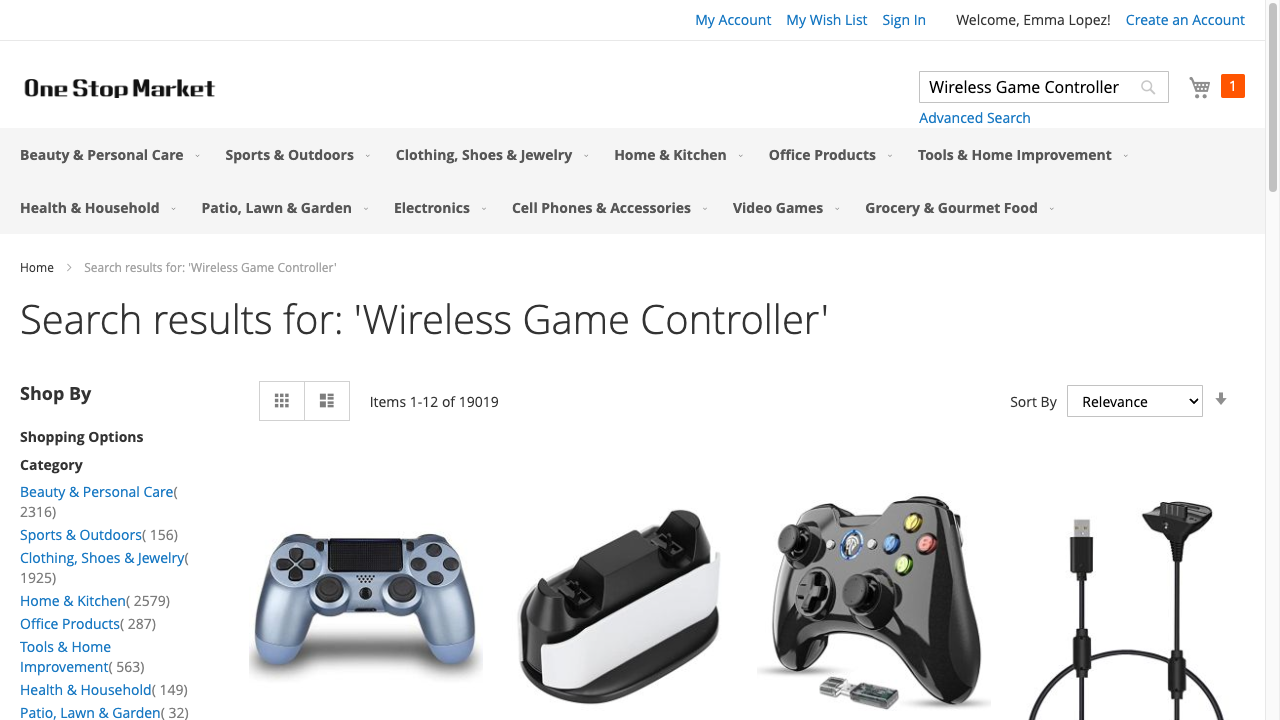 My Account My Wish List Sign In Welcome, Emma Lopez! Create an Account
One Stop Market
Wireless Game Controller
1
Advanced Search
Beauty & Personal Care Sports & Outdoors Clothing, Shoes & Jewelry Home & Kitchen Office Products Tools & Home Improvement
Health & Household Patio, Lawn & Garden Electronics Cell Phones & Accessories Video Games Grocery & Gourmet Food
Home Search results for: 'Wireless Game Controller'
Search results for: 'Wireless Game Controller'
Shop By
Items 1-12 of 19019
Sort By Relevance
Shopping Options
Category
Beauty & Personal Care( 2316)
Sports & Outdoors( 156)
Clothing, Shoes & Jewelry( 1925)
Home & Kitchen( 2579)
Office Products( 287)
Tools & Home Improvement( 563)
Health & Household( 149)
Patio, Lawn & Garden( 32)